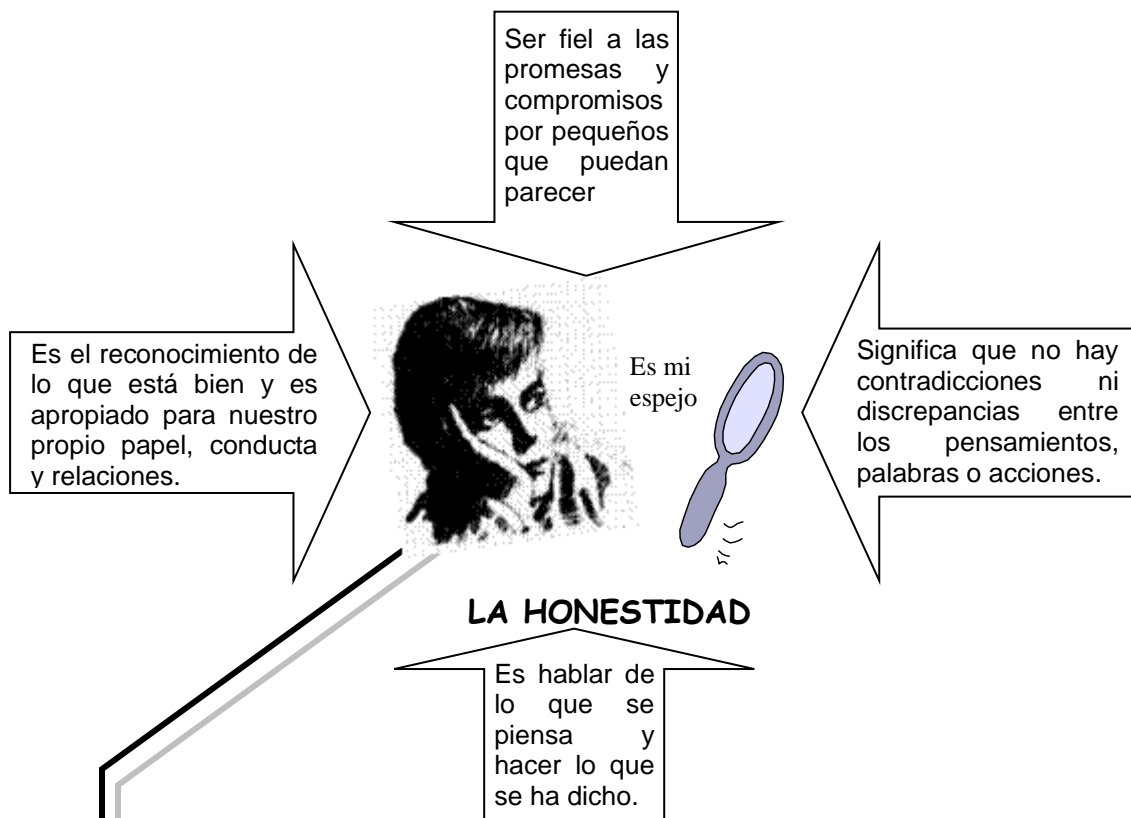 Ser fiel a las
promesas y
compromisos
por pequeños
que puedan
parecer
Es el reconocimiento de
lo que está bien y es
apropiado para nuestro
propio papel, conducta
y relaciones.
Es mi
espejo
Significa que no hay
contradicciones ni
discrepancias entre
los pensamientos,
palabras o acciones.
LA HONESTIDAD
Es hablar de
lo que se
piensa y
hacer lo que
se ha dicho.